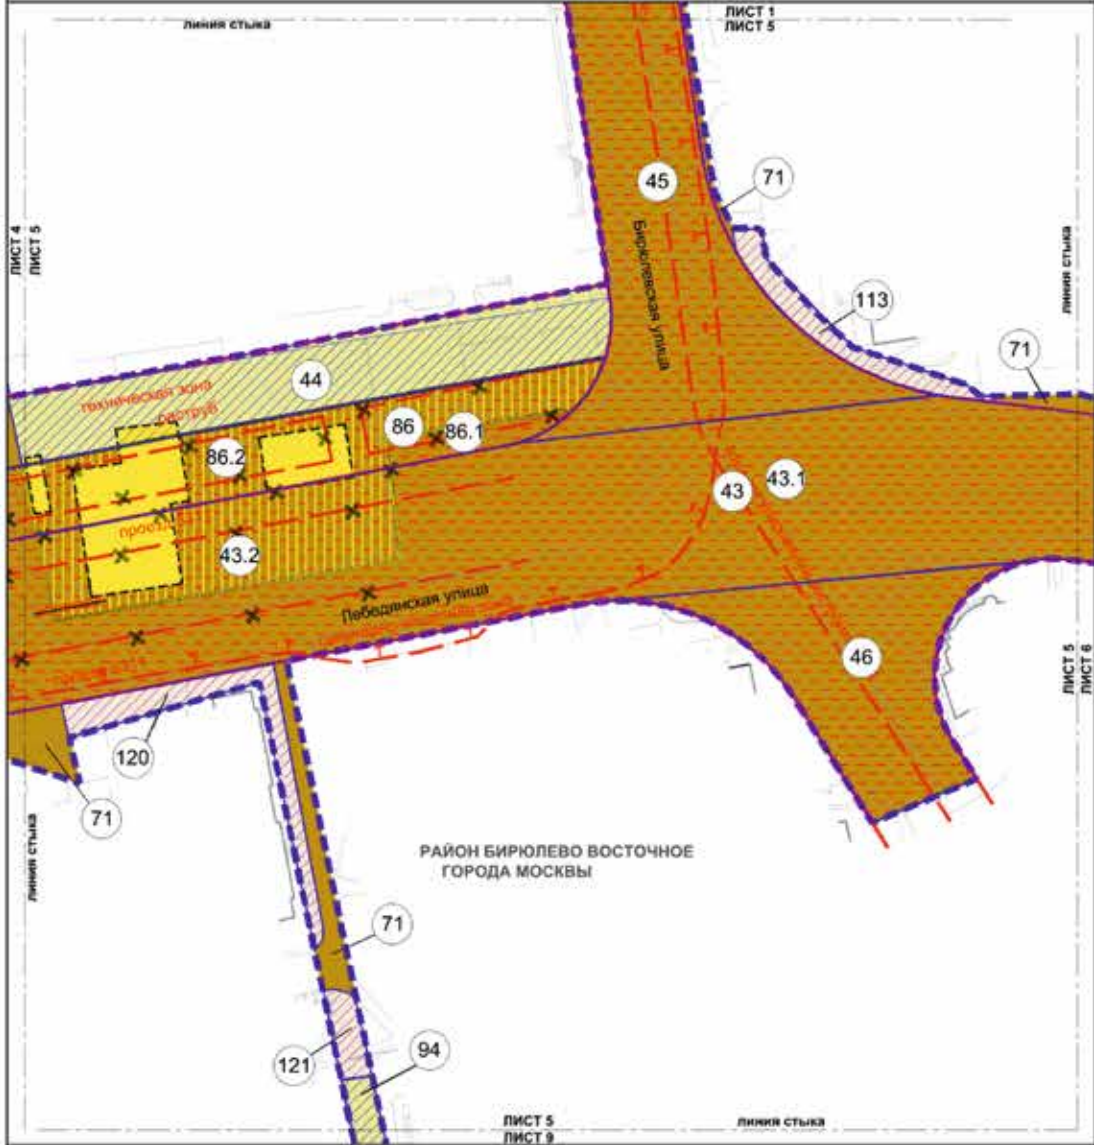 ЛИНИЯ СТЫКА
ЛИСТ 1
ЛИСТ 5
45
71
ЛИСТ 4
ЛИСТ 5
Бирюлевская улица
ЛИНИЯ СТЫКА
113
71
44
техническая зона
раструб
86
86.1
86.2
43
43.1
43.2
Лебедянская улица
46
ЛИСТ 5
ЛИСТ 6
120
71
ЛИНИЯ СТЫКА
РАЙОН БИРЮЛЕВО ВОСТОЧНОЕ
ГОРОДА МОСКВЫ
71
94
121
ЛИСТ 5
ЛИСТ 9
ЛИНИЯ СТЫКА